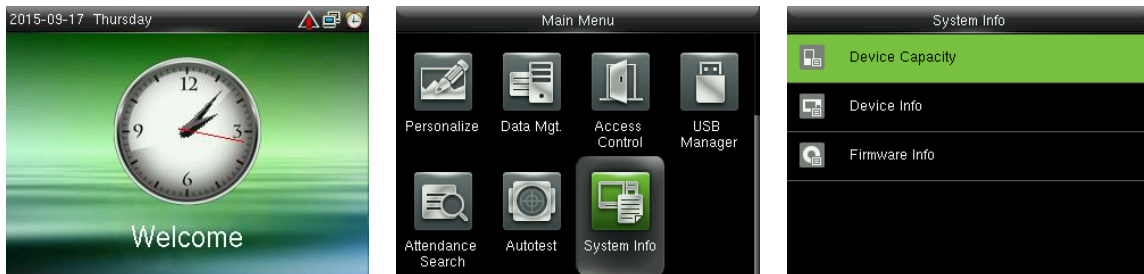 2015-09-17 Thursday
12
9
3
6
Welcome
Main Menu
Personalize
Data Mgt.
Access
Control
USB
Manager
Attendance
Search
Autotest
System Info
System Info
Device Capacity
Device Info
Firmware Info